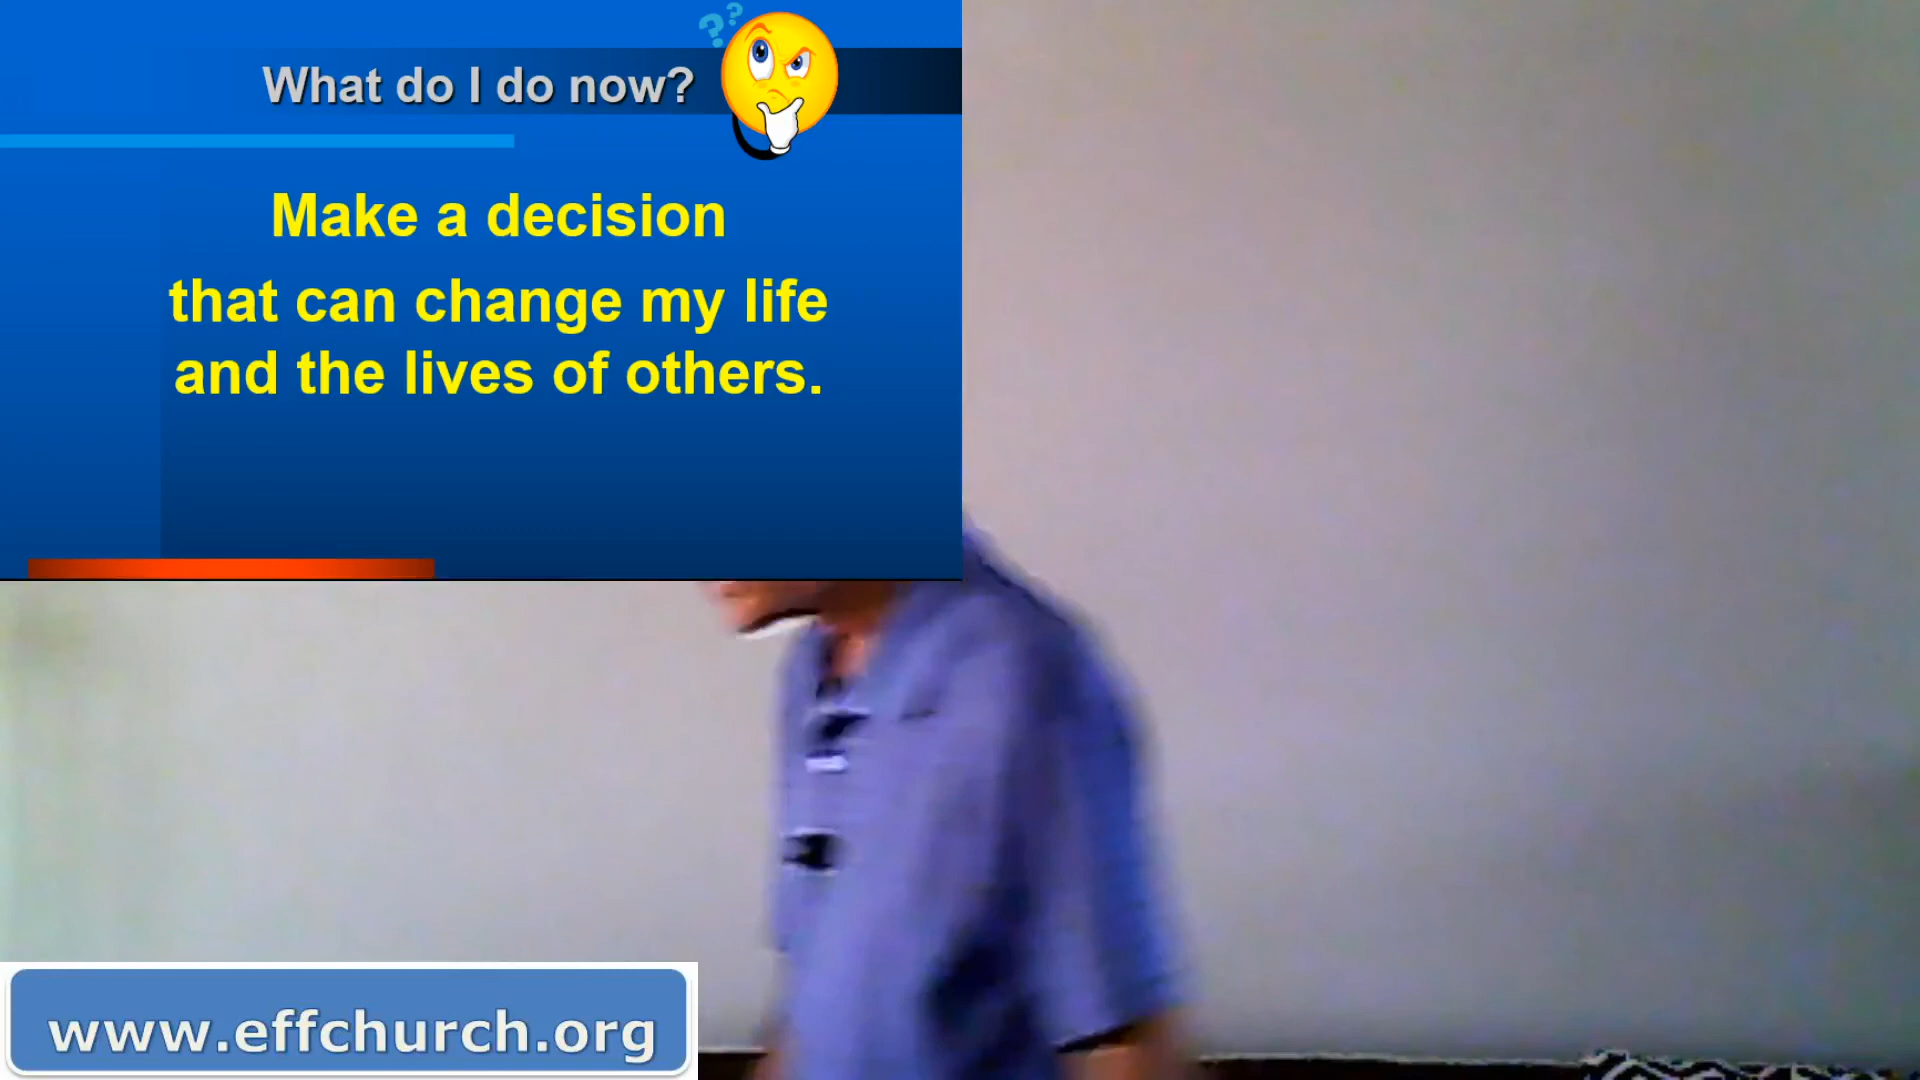 ??
What do I do now?
Make a decision
that can change my life
and the lives of others.
www.effchurch.org